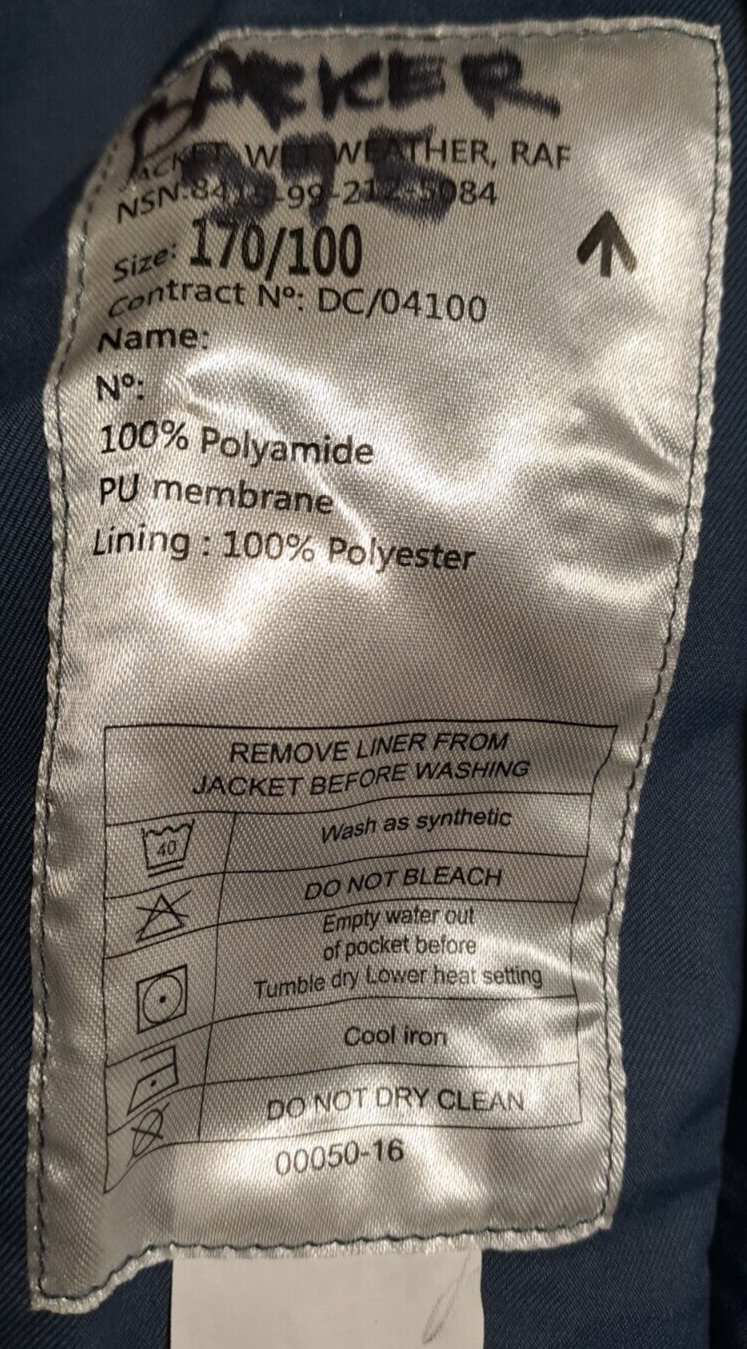 BARKER
JACKET, WET WEATHER, RAF
975
NSN:8415-99-212-5084
Size: 170/100
Contract Nº: DC/04100
Name:
Nº:
100% Polyamide
PU membrane
Lining : 100% Polyester
REMOVE LINER FROM
JACKET BEFORE WASHING
40
Wash as synthetic
DO NOT BLEACH
Empty water out
of pocket before
Tumble dry Lower heat setting
Cool iron
DO NOT DRY CLEAN
00050-16